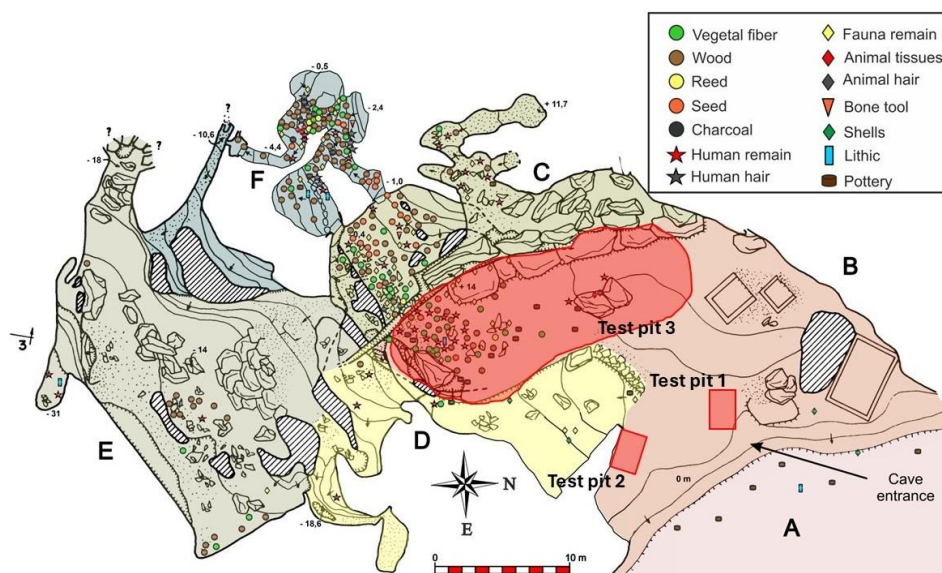 Vegetal fiber
Wood
Reed
Seed
Charcoal
Human remain
Human hair
Fauna remain
Animal tissues
Animal hair
Bone tool
Shells
Lithic
Pottery
- 0,5
- 2,4
+ 11,7
?
- 10,6
- 4,4
F
?
?
- 18
C
- 1,0
B
+ 14
Test pit 3
3
- 14
Test pit 1
- 31
E
D
Test pit 2
0 m
Cave
entrance
N
E
A
- 18,6
0
10 m